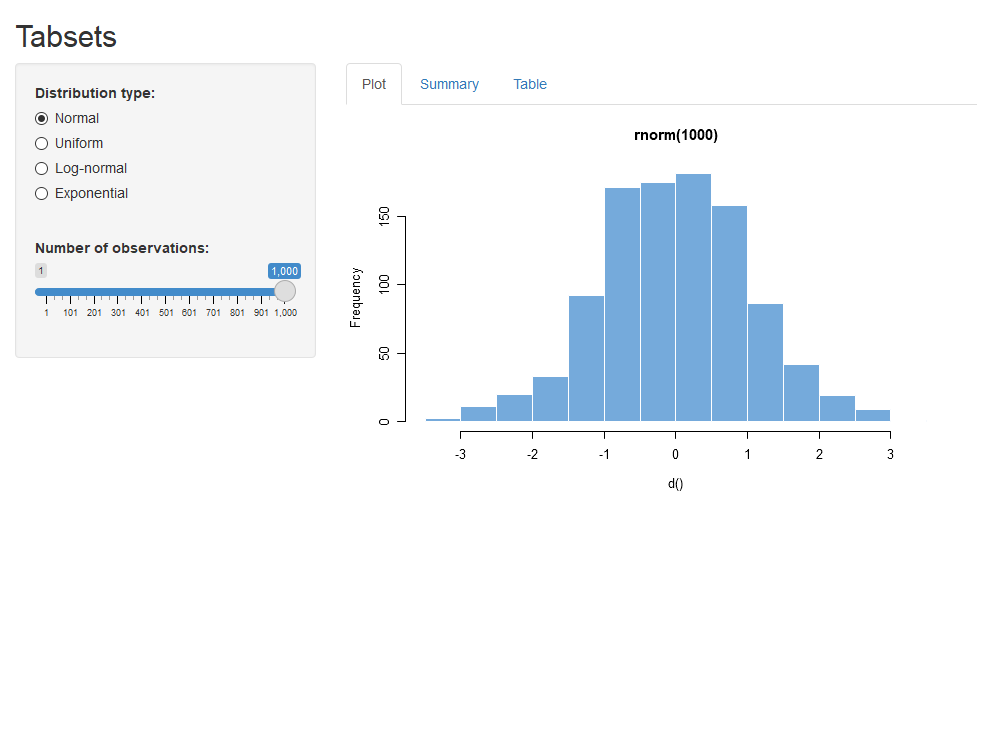 Tabsets
Distribution type:
Normal
Uniform
Log-normal
Exponential
Number of observations:
1 1,000
1 101 201 301 401 501 601 701 801 901 1,000
Plot Summary Table
rnorm(1000)
Frequency
150
100
50
0
-3 -2 -1 0 1 2 3
d()